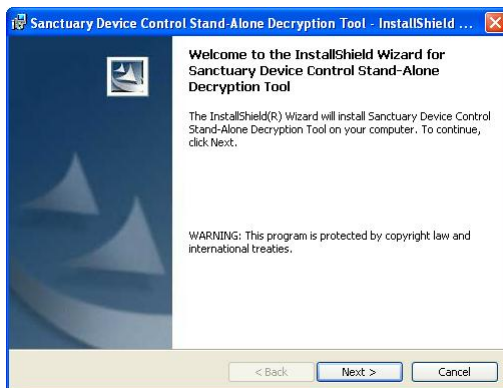 Sanctuary Device Control Stand-Alone Decryption Tool - InstallShield ...
Welcome to the InstallShield Wizard for
Sanctuary Device Control Stand-Alone
Decryption Tool
The InstallShield(R) Wizard will install Sanctuary Device Control
Stand-Alone Decryption Tool on your computer. To continue,
click Next.
WARNING: This program is protected by copyright law and
international treaties.
< Back Next > Cancel